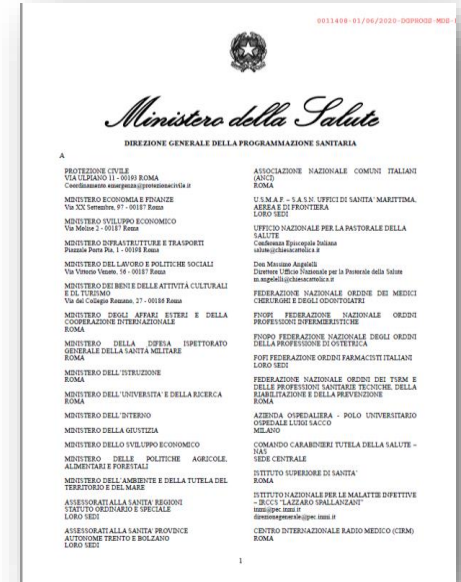 0011408-01/06/2020-DGPROGS-MDS-
Ministero della Salute
DIREZIONE GENERALE DELLA PROGRAMMAZIONE SANITARIA
A
PROTEZIONE CIVILE
VIA ULPIANO 11 - 00193 ROMA
Coordinamento.emergenza@protezionecivile.it
MINISTERO ECONOMIA E FINANZE
Via XX Settembre, 97 - 00187 Roma
MINISTERO SVILUPPO ECONOMICO
Via Molise 2 - 00187 Roma
MINISTERO INFRASTRUTTURE E TRASPORTI
Piazzale Porta Pia, 1 - 00198 Roma
MINISTERO DEL LAVORO E POLITICHE SOCIALI
Via Vittorio Veneto, 56 - 00187 Roma
MINISTERO DEI BENI E DELLE ATTIVITÀ CULTURALI
E DL TURISMO
Via del Collegio Romano, 27 - 00186 Roma
MINISTERO DEGLI AFFARI ESTERI E DELLA
COOPERAZIONE INTERNAZIONALE
ROMA
MINISTERO DELLA DIFESA ISPETTORATO
GENERALE DELLA SANITÀ MILITARE
ROMA
MINISTERO DELL'ISTRUZIONE
ROMA
MINISTERO DELL'UNIVERSITA' E DELLA RICERCA
ROMA
MINISTERO DELL'INTERNO
MINISTERO DELLA GIUSTIZIA
MINISTERO DELLO SVILUPPO ECONOMICO
MINISTERO DELLE POLITICHE AGRICOLE,
ALIMENTARI E FORESTALI
MINISTERO DELL'AMBIENTE E DELLA TUTELA DEL
TERRITORIO E DEL MARE
ASSESSORATI ALLA SANITA' REGIONI
STATUTO ORDINARIO E SPECIALE
LORO SEDI
ASSESSORATI ALLA SANITA' PROVINCE
AUTONOME TRENTO E BOLZANO
LORO SEDI
ASSOCIAZIONE NAZIONALE COMUNI ITALIANI
(ANCI)
ROMA
U.S.M.A.F. – S.A.S.N. UFFICI DI SANITA' MARITTIMA,
AEREA E DI FRONTIERA
LORO SEDI
UFFICIO NAZIONALE PER LA PASTORALE DELLA
SALUTE
Conferenza Episcopale Italiana
salute@chiesacattolica.it
Don Massimo Angelelli
Direttore Ufficio Nazionale per la Pastorale della Salute
m.angelelli@chiesacattolica.it
FEDERAZIONE NAZIONALE ORDINE DEI MEDICI
CHIRURGHI E DEGLI ODONTOIATRI
FNOPI FEDERAZIONE NAZIONALE ORDINI
PROFESSIONI INFERMIERISTICHE
FNOPO FEDERAZIONE NAZIONALE DEGLI ORDINI
DELLA PROFESSIONE DI OSTETRICA
FOFI FEDERAZIONE ORDINI FARMACISTI ITALIANI
LORO SEDI
FEDERAZIONE NAZIONALE ORDINI DEI TSRM E
DELLE PROFESSIONI SANITARIE TECNICHE, DELLA
RIABILITAZIONE E DELLA PREVENZIONE
ROMA
AZIENDA OSPEDALIERA - POLO UNIVERSITARIO
OSPEDALE LUIGI SACCO
MILANO
COMANDO CARABINIERI TUTELA DELLA SALUTE –
NAS
SEDE CENTRALE
ISTITUTO SUPERIORE DI SANITA'
ROMA
ISTITUTO NAZIONALE PER LE MALATTIE INFETTIVE
– IRCCS "LAZZARO SPALLANZANI"
inmi@pec.inmi.it
direzionegenerale@pec.inmi.it
CENTRO INTERNAZIONALE RADIO MEDICO (CIRM)
ROMA
1